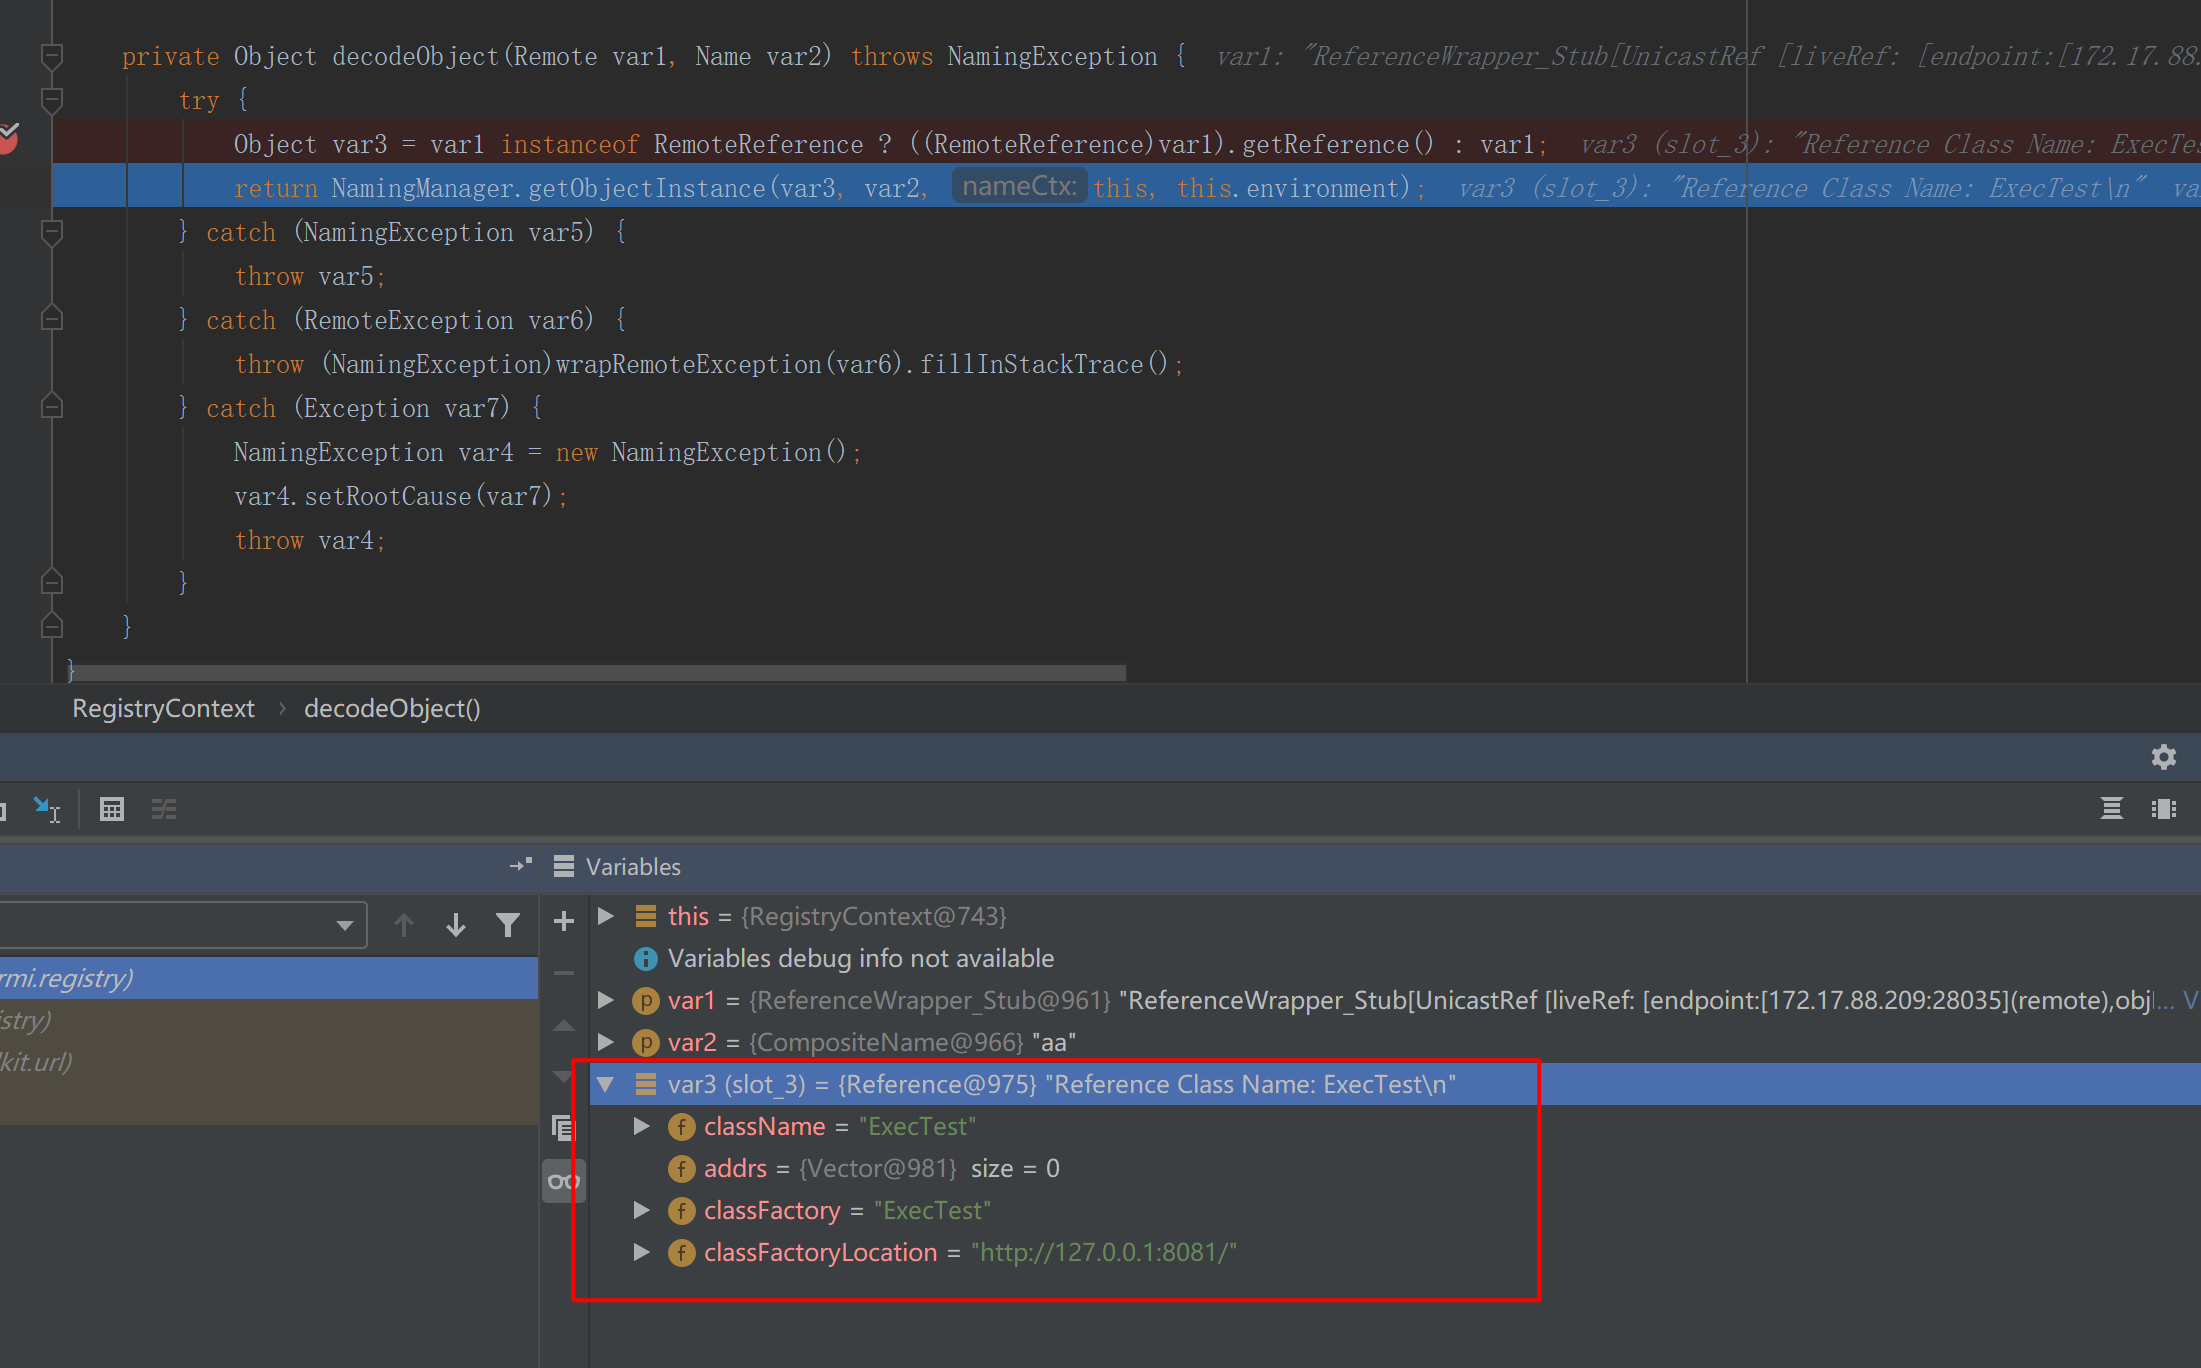 private Object decodeObject(Remote var1, Name var2) throws NamingException {   var1: "ReferenceWrapper_Stub[UnicastRef [liveRef: [endpoint:[172.17.88.
try {
Object var3 = var1 instanceof RemoteReference ? ((RemoteReference)var1).getReference() : var1;   var3 (slot_3): "Reference Class Name: ExecTes
return NamingManager.getObjectInstance(var3, var2, nameCtx: this, this.environment);   var3 (slot_3): "Reference Class Name: ExecTest\n"   va
} catch (NamingException var5) {
throw var5;
} catch (RemoteException var6) {
throw (NamingException)wrapRemoteException(var6).fillInStackTrace();
} catch (Exception var7) {
NamingException var4 = new NamingException();
var4.setRootCause(var7);
throw var4;
}
}
}
RegistryContext › decodeObject()
Variables
rmi.registry)
istry)
lkit.url)
this = {RegistryContext@743}
Variables debug info not available
var1 = {ReferenceWrapper_Stub@961} "ReferenceWrapper_Stub[UnicastRef [liveRef: [endpoint:[172.17.88.209:28035](remote),obj... V
var2 = {CompositeName@966} "aa"
var3 (slot_3) = {Reference@975} "Reference Class Name: ExecTest\n"
className = "ExecTest"
addrs = {Vector@981} size = 0
classFactory = "ExecTest"
classFactoryLocation = "http://127.0.0.1:8081/"